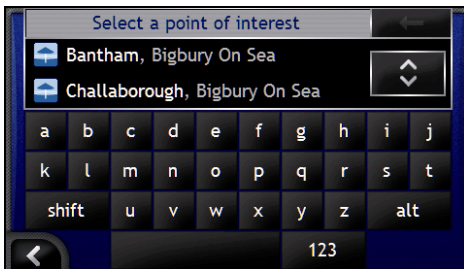 Select a point of interest
Bantham, Bigbury On Sea
Challaborough, Bigbury On Sea
a b c d e f g h i j
k l m n o p q r s t
shift u v w x y z alt
123